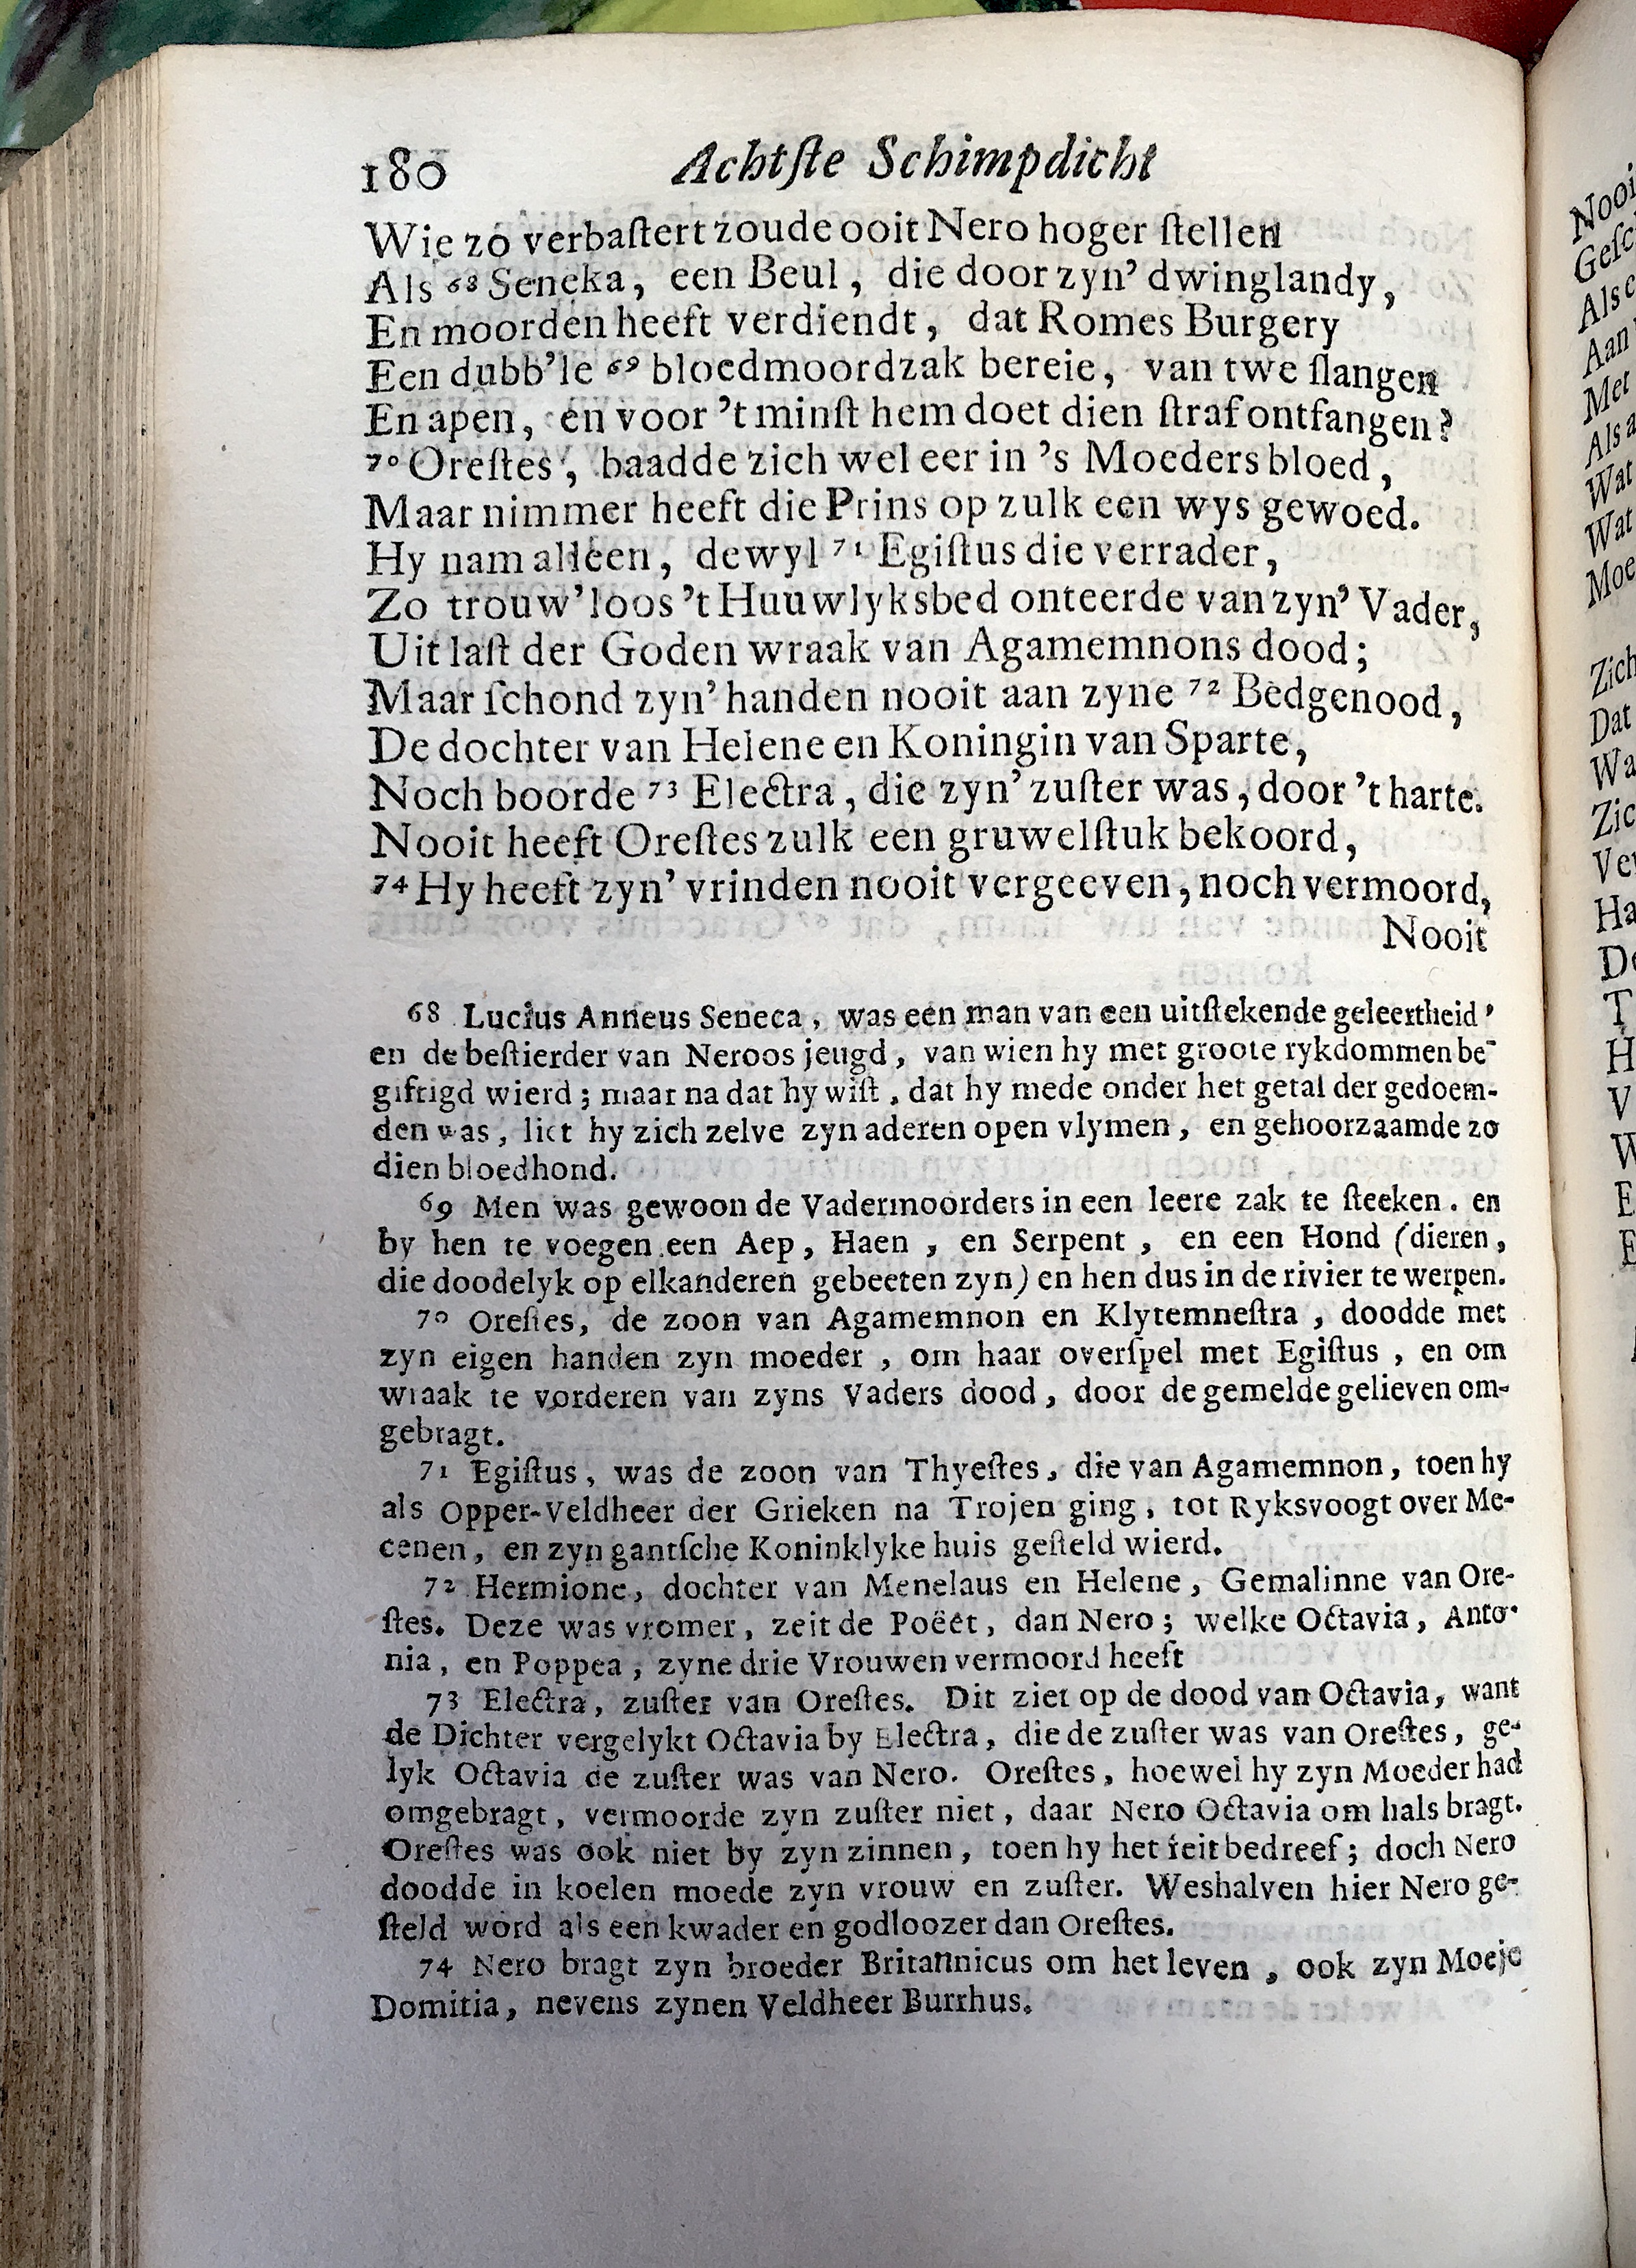 180 Achtſte Schimpdicht
Wie zo verbaſtert zoude ooit Nero hoger ſtellen
Als 68 Seneka, een Beul, die door zyn' dwinglandy,
En moorden heeft verdiendt, dat Romes Burgery
Een dubb'le 69 bloedmoordzak bereie, van twe ſlangen
En apen, en voor 't minſt hem doet dien ſtraf ontfangen?
70 Oreſtes, baadde zich wel eer in 's Moeders bloed,
Maar nimmer heeft die Prins op zulk een wys gewoed.
Hy nam alleen, dewyl 71 Egiſtus die verrader,
Zo trouw'loos 't Huuwlyksbed onteerde van zyn' Vader,
Uit laſt der Goden wraak van Agamemnons dood;
Maar ſchond zyn' handen nooit aan zyne 72 Bedgenood,
De dochter van Helene en Koningin van Sparte,
Noch boorde 73 Electra, die zyn' zuſter was, door 't harte.
Nooit heeft Oreſtes zulk een gruwelſtuk bekoord,
74 Hy heeft zyn' vrinden nooit vergeeven, noch vermoord,
Nooit
68 Lucius Anneus Seneca, was een man van een uitſtekende geleertheid,
en de beſtierder van Neroos jeugd, van wien hy met groote rykdommen be-
giftigd wierd; maar na dat hy wiſt, dat hy mede onder het getal der gedoem-
den was, liet hy zich zelve zyn aderen open vlymen, en gehoorzaamde zo
dien bloedhond.
69 Men was gewoon de Vadermoorders in een leere zak te ſteeken. en
by hen te voegen een Aep, Haen, en Serpent, en een Hond (dieren,
die doodelyk op elkanderen gebeeten zyn) en hen dus in de rivier te werpen.
70 Oreſtes, de zoon van Agamemnon en Klytemneſtra, doodde met
zyn eigen handen zyn moeder, om haar overſpel met Egiſtus, en om
wraak te vorderen van zyns Vaders dood, door de gemelde gelieven om-
gebragt.
71 Egiſtus, was de zoon van Thyeſtes, die van Agamemnon, toen hy
als Opper-Veldheer der Grieken na Trojen ging, tot Ryksvoogt over Me-
cenen, en zyn gantſche Koninklyke huis geſteld wierd.
72 Hermione, dochter van Menelaus en Helene, Gemalinne van Ore-
ſtes. Deze was vromer, zeit de Poëet, dan Nero; welke Octavia, Anto-
nia, en Poppea, zyne drie Vrouwen vermoord heeft
73 Electra, zuſter van Oreſtes. Dit ziet op de dood van Octavia, want
de Dichter vergelykt Octavia by Electra, die de zuſter was van Oreſtes, ge-
lyk Octavia de zuſter was van Nero. Oreſtes, hoewel hy zyn Moeder had
omgebragt, vermoorde zyn zuſter niet, daar Nero Octavia om hals bragt.
Oreſtes was ook niet by zyn zinnen, toen hy het feit bedreef; doch Nero
doodde in koelen moede zyn vrouw en zuſter. Weshalven hier Nero ge-
ſteld word als een kwader en godloozer dan Oreſtes.
74 Nero bragt zyn broeder Britannicus om het leven, ook zyn Moeje
Domitia, nevens zynen Veldheer Burrhus.
Nooi
Geſc
Als
Aan
Met
Als a
Wat
Wat
Moe
Zich
Dat
Wa
Zic
Ver
Ha
De
T
H
V
W
E
E